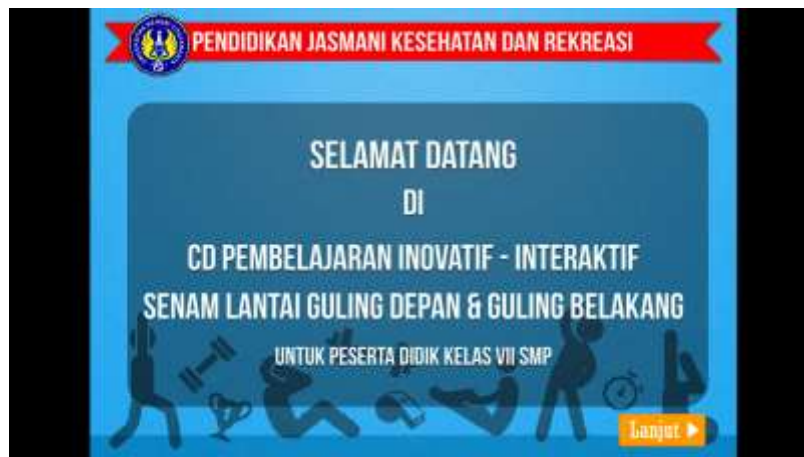 PENDIDIKAN JASMANI KESEHATAN DAN REKREASI
SELAMAT DATANG
DI
CD PEMBELAJARAN INOVATIF - INTERAKTIF
SENAM LANTAI GULING DEPAN & GULING BELAKANG
UNTUK PESERTA DIDIK KELAS VII SMP
Lanjut